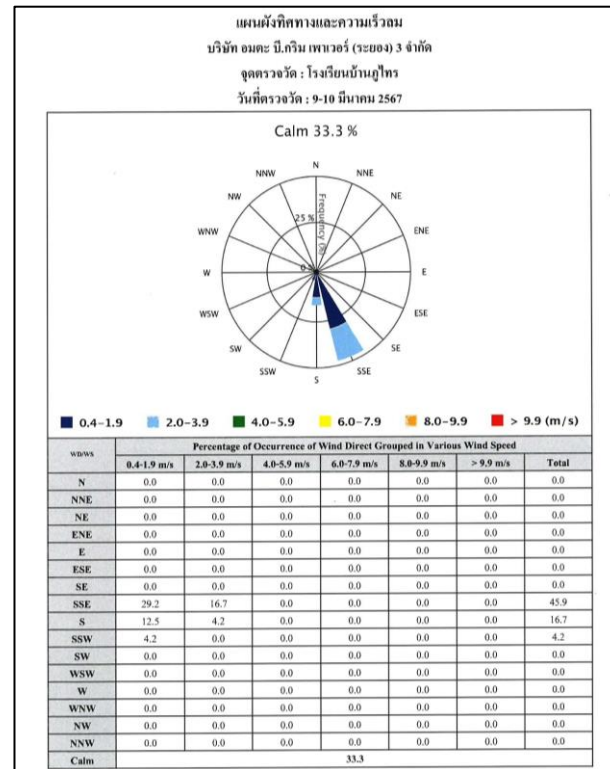 แผนผังทิศทางและความเร็วลม
บริษัท อมตะ บี.กริม เพาเวอร์ (ระยอง) 3 จำกัด
จุดตรวจวัด : โรงเรียนบ้านภูไทร
วันที่ตรวจวัด : 9-10 มีนาคม 2567
Calm 33.3 %
N
NNW NNE
NW NE
WNW ENE
Frequency (%)
25 %
W E
WSW ESE
SW SE
SSW SSE
S
0.4-1.9 2.0-3.9 4.0-5.9 6.0-7.9 8.0-9.9 > 9.9 (m/s)
WD/WS Percentage of Occurrence of Wind Direct Grouped in Various Wind Speed
0.4-1.9 m/s 2.0-3.9 m/s 4.0-5.9 m/s 6.0-7.9 m/s 8.0-9.9 m/s > 9.9 m/s Total
N 0.0 0.0 0.0 0.0 0.0 0.0 0.0
NNE 0.0 0.0 0.0 0.0 0.0 0.0 0.0
NE 0.0 0.0 0.0 0.0 0.0 0.0 0.0
ENE 0.0 0.0 0.0 0.0 0.0 0.0 0.0
E 0.0 0.0 0.0 0.0 0.0 0.0 0.0
ESE 0.0 0.0 0.0 0.0 0.0 0.0 0.0
SE 0.0 0.0 0.0 0.0 0.0 0.0 0.0
SSE 29.2 16.7 0.0 0.0 0.0 0.0 45.9
S 12.5 4.2 0.0 0.0 0.0 0.0 16.7
SSW 4.2 0.0 0.0 0.0 0.0 0.0 4.2
SW 0.0 0.0 0.0 0.0 0.0 0.0 0.0
WSW 0.0 0.0 0.0 0.0 0.0 0.0 0.0
W 0.0 0.0 0.0 0.0 0.0 0.0 0.0
WNW 0.0 0.0 0.0 0.0 0.0 0.0 0.0
NW 0.0 0.0 0.0 0.0 0.0 0.0 0.0
NNW 0.0 0.0 0.0 0.0 0.0 0.0 0.0
Calm 33.3